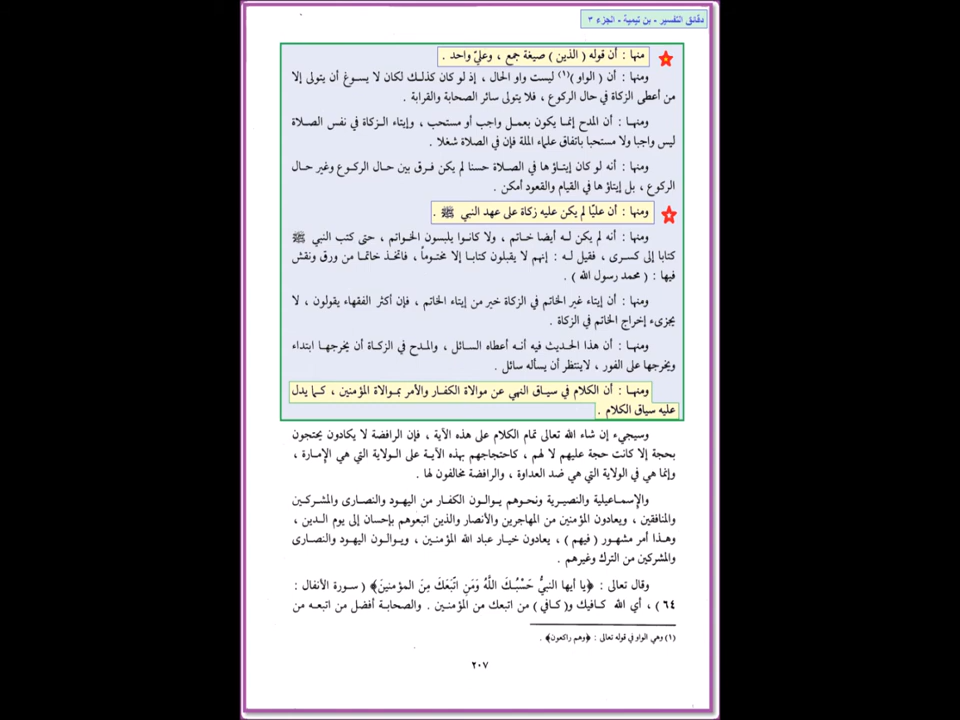 دقائق التفسير - بن تيمية - الجزء ٣
منها : أن قوله ( الذين ) صيغة جمع ، وعليّ واحد .
ومنها : أن ( الواو )(١) ليست واو الحال ، إذ لو كان كذلك لكان لا يسوغ أن يتولى إلا
من أعطى الزكاة في حال الركوع ، فلا يتولى سائر الصحابة والقرابة .
ومنها : أن المدح إنما يكون بعمل واجب أو مستحب ، وإيتاء الزكاة في نفس الصلاة
ليس واجبا ولا مستحبا باتفاق علماء الملة فإن في الصلاة شغلا .
ومنها : أنه لو كان إيتاؤها في الصلاة حسنا لم يكن فرق بين حال الركوع وغير حال
الركوع ، بل إيتاؤها في القيام والقعود أمكن .
ومنها : أن عليّا لم يكن عليه زكاة على عهد النبي ﷺ .
ومنها : أنه لم يكن له أيضا خاتم ، ولا كانوا يلبسون الخواتم ، حتى كتب النبي ﷺ
كتابا إلى كسرى ، فقيل له : إنهم لا يقبلون كتابا إلا مختوماً ، فاتخذ خاتما من ورق ونقش
فيها : ( محمد رسول الله ) .
ومنها : أن إيتاء غير الخاتم في الزكاة خير من إيتاء الخاتم ، فإن أكثر الفقهاء يقولون ، لا
يجزىء إخراج الخاتم في الزكاة .
ومنها : أن هذا الحديث فيه أنه أعطاه السائل ، والمدح في الزكاة أن يخرجها ابتداء
ويخرجها على الفور ، لاينتظر أن يسأله سائل .
ومنها : أن الكلام في سياق النهي عن موالاة الكفار والأمر بموالاة المؤمنين ، كما يدل
عليه سياق الكلام .
وسيجيء إن شاء الله تعالى تمام الكلام على هذه الآية ، فإن الرافضة لا يكادون يحتجون
بحجة إلا كانت حجة عليهم لا لهم ، كاحتجاجهم بهذه الآية على الولاية التي هي الإمارة ،
وإنما هي في الولاية التي هي ضد العداوة ، والرافضة مخالفون لها .
والإسماعيلية والنصيرية ونحوهم يوالون الكفار من اليهود والنصارى والمشركين
والمنافقين ، ويعادون المؤمنين من المهاجرين والأنصار والذين اتبعوهم بإحسان إلى يوم الدين ،
وهذا أمر مشهور ( فيهم ) ، يعادون خيار عباد الله المؤمنين ، ويوالون اليهود والنصارى
والمشركين من الترك وغيرهم .
وقال تعالى : ﴿يا أيها النبيُّ حَسْبُكَ اللَّهُ وَمَنِ اتَّبَعَكَ مِنَ المؤمنينَ﴾ ( سورة الأنفال :
٦٤ ) ، أي الله كافيك و( كافي ) من اتبعك من المؤمنين . والصحابة أفضل من اتبعه من
(١) وهي الواو في قوله تعالى : ﴿وهم راكعون﴾ .
٢٠٧